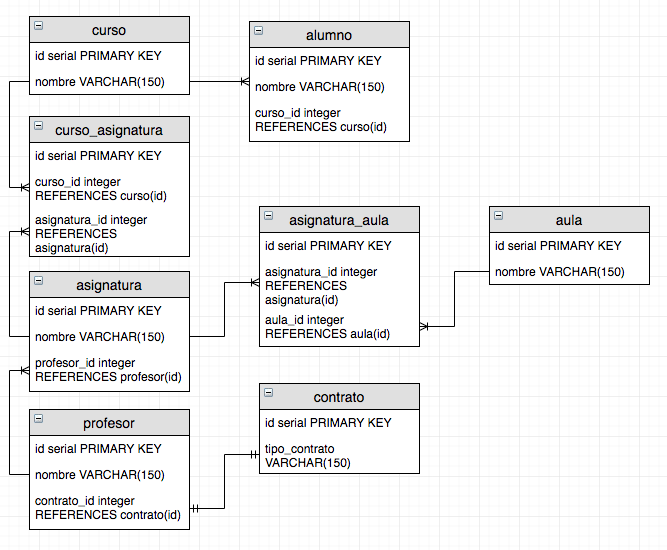 curso
id serial PRIMARY KEY
nombre VARCHAR(150)
alumno
id serial PRIMARY KEY
nombre VARCHAR(150)
curso_id integer
REFERENCES curso(id)
curso_asignatura
id serial PRIMARY KEY
curso_id integer
REFERENCES curso(id)
asignatura_id integer
REFERENCES
asignatura(id)
asignatura_aula
id serial PRIMARY KEY
asignatura_id integer
REFERENCES
asignatura(id)
aula_id integer
REFERENCES aula(id)
aula
id serial PRIMARY KEY
nombre VARCHAR(150)
asignatura
id serial PRIMARY KEY
nombre VARCHAR(150)
profesor_id integer
REFERENCES profesor(id)
profesor
id serial PRIMARY KEY
nombre VARCHAR(150)
contrato_id integer
REFERENCES contrato(id)
contrato
id serial PRIMARY KEY
tipo_contrato
VARCHAR(150)